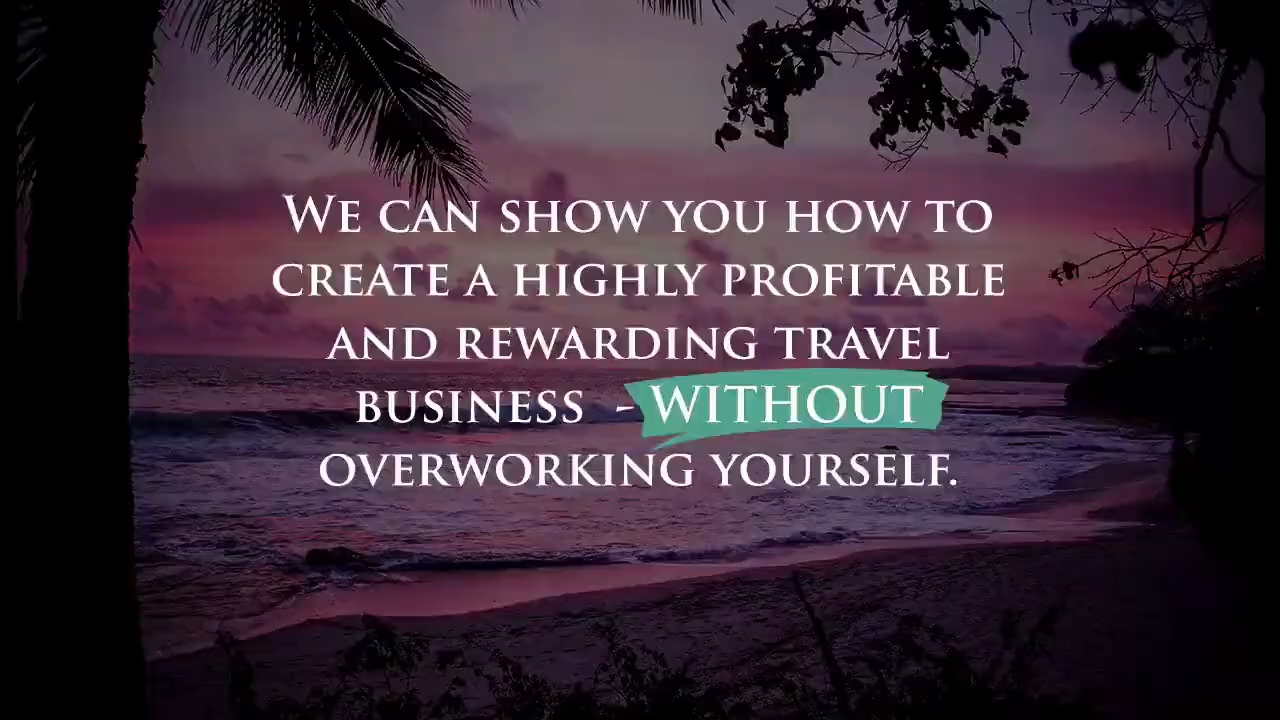 We can show you how to
create a highly profitable
and rewarding travel
business - without
overworking yourself.